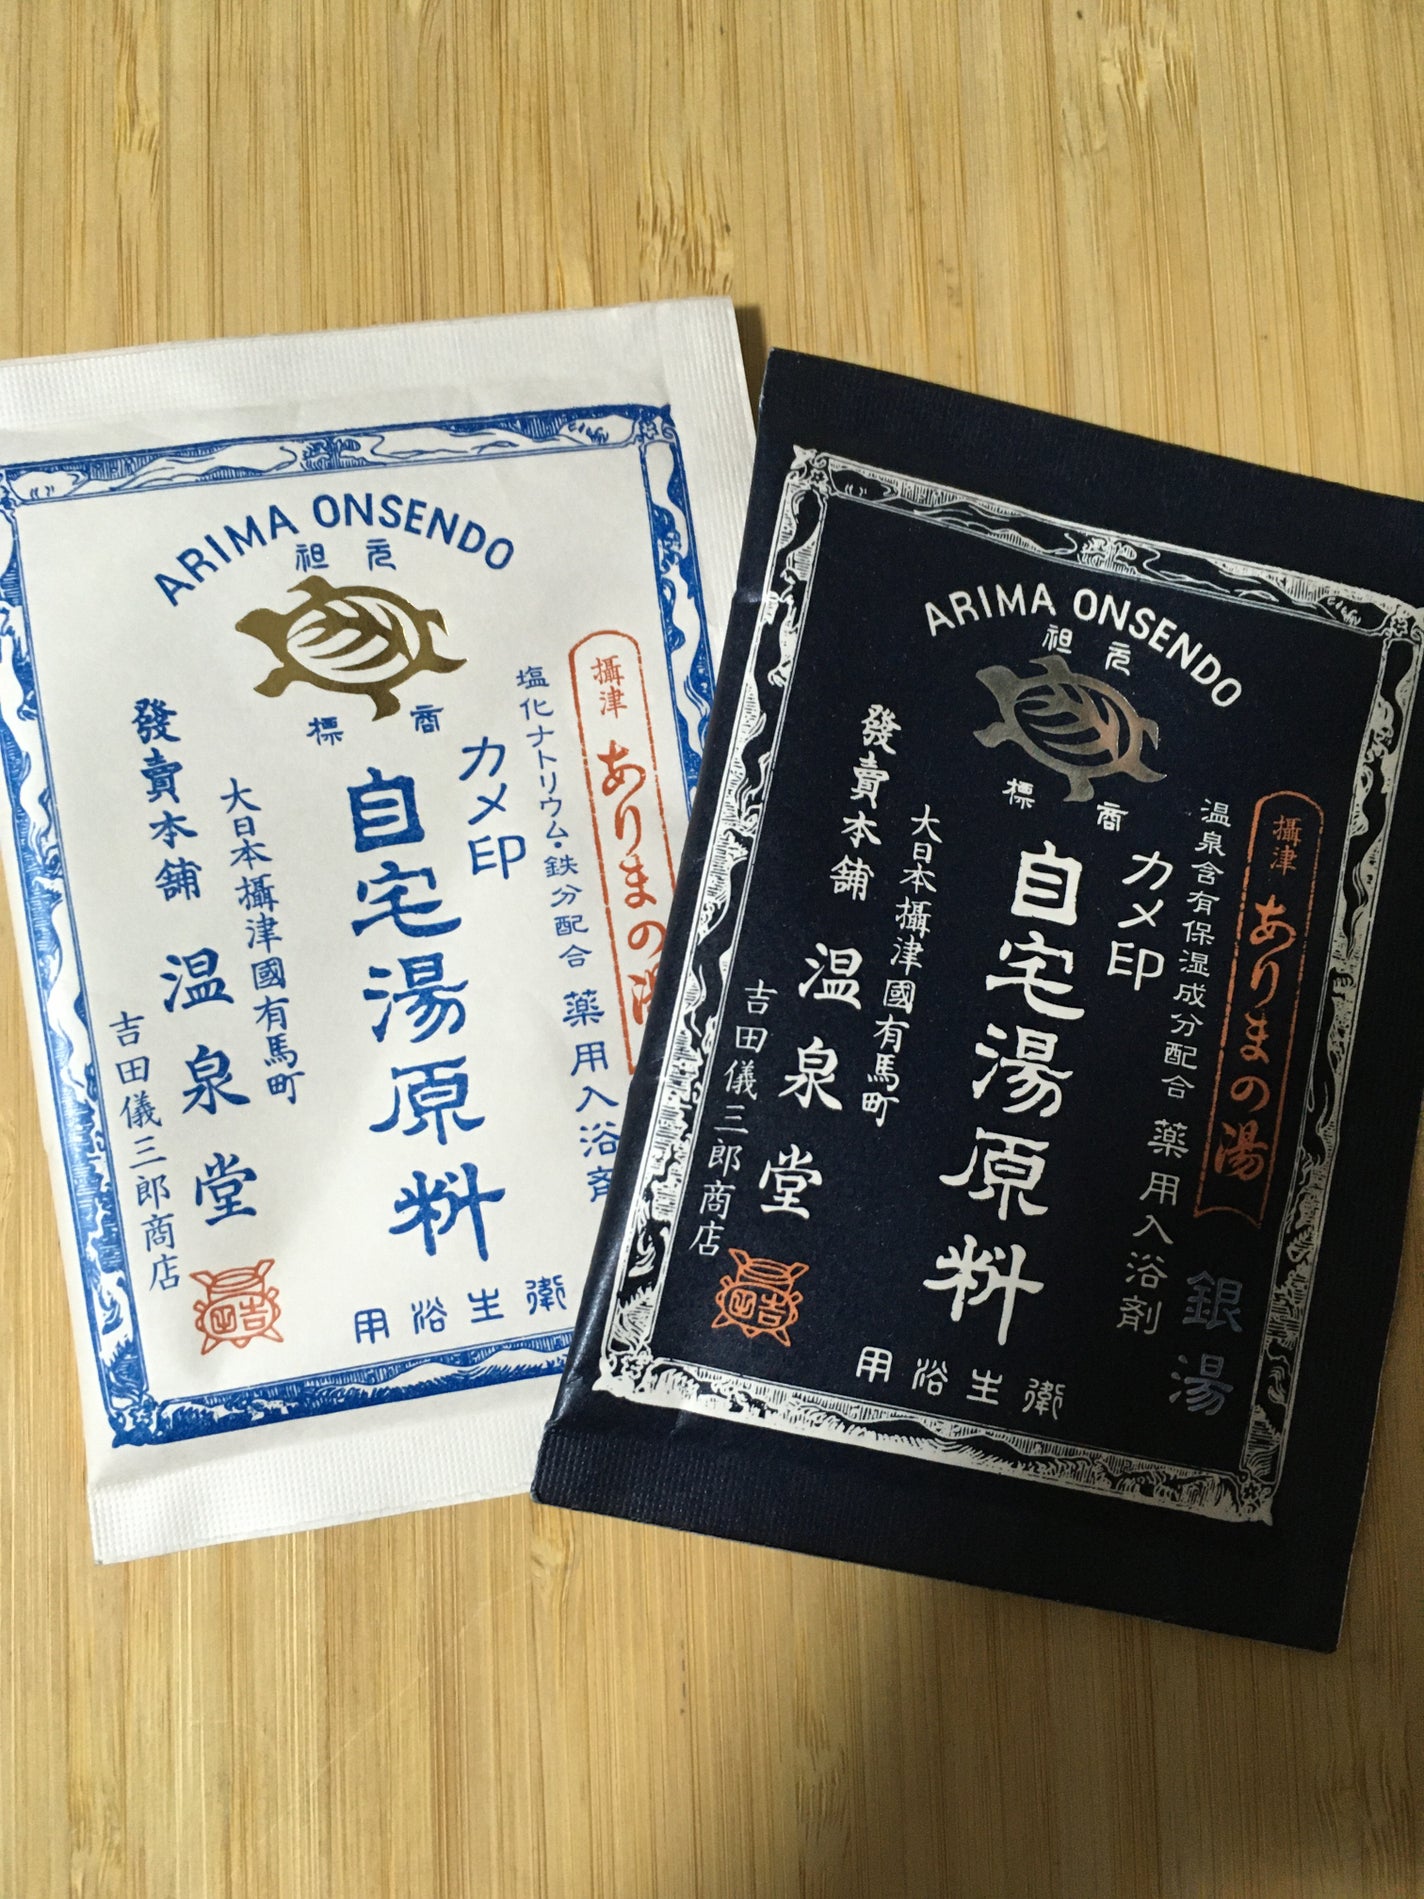 ARIMA ONSENDO
祖元
標商
攝津 ありまの湯
塩化ナトリウム・鉄分配合 薬用入浴剤
カメ印
自宅湯原料
大日本攝津國有馬町
發賣本舖 温泉堂
吉田儀三郎商店
用浴生衛
ARIMA ONSENDO
祖元
標商
攝津 ありまの湯
銀湯
温泉含有保湿成分配合 薬用入浴剤
カメ印
自宅湯原料
大日本攝津國有馬町
發賣本舖 温泉堂
吉田儀三郎商店
用浴生衛